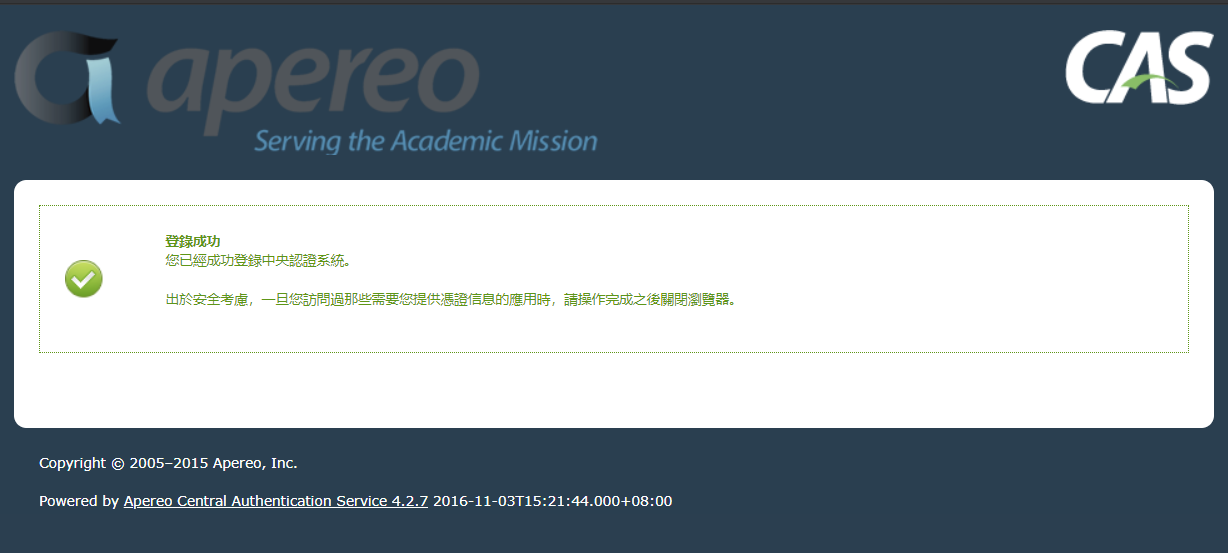 apereo
Serving the Academic Mission
CAS
登錄成功
您已經成功登錄中央認證系統。
出於安全考慮，一旦您訪問過那些需要您提供憑證信息的應用時，請操作完成之後關閉瀏覽器。
Copyright © 2005–2015 Apereo, Inc.
Powered by Apereo Central Authentication Service 4.2.7 2016-11-03T15:21:44.000+08:00